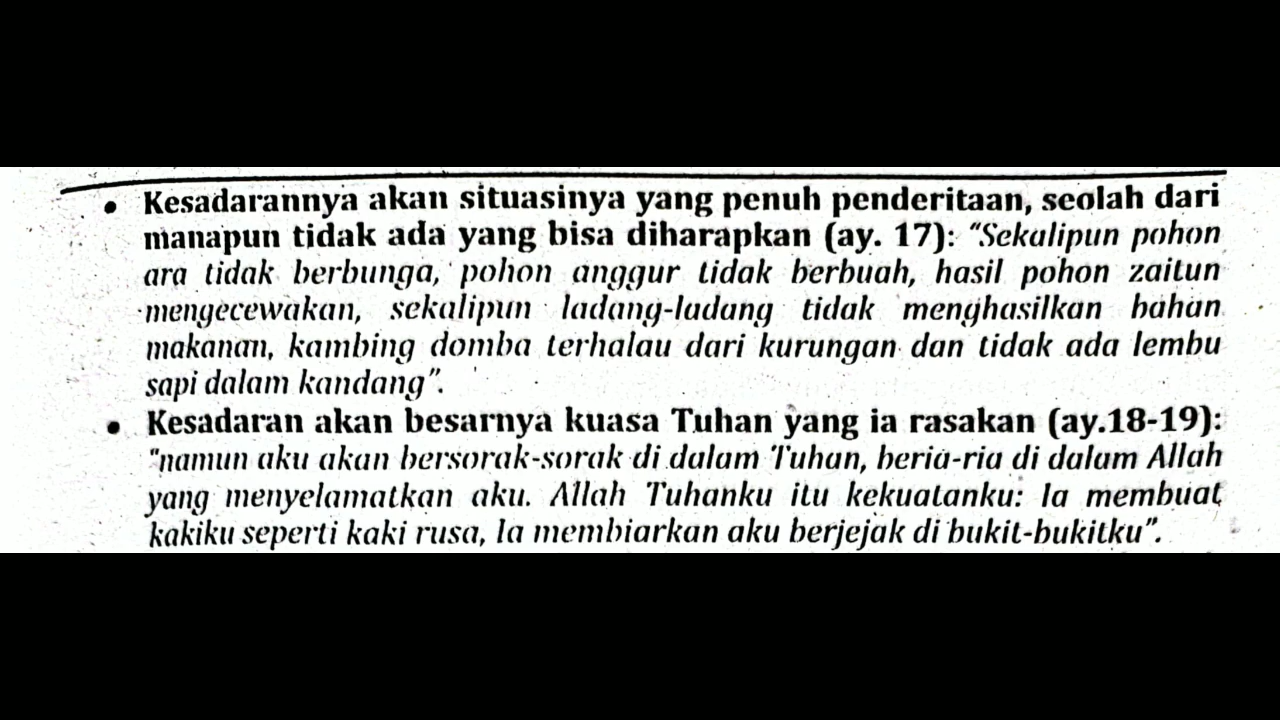 • Kesadarannya akan situasinya yang penuh penderitaan, seolah dari
manapun tidak ada yang bisa diharapkan (ay. 17): "Sekalipun pohon
ara tidak berbunga, pohon anggur tidak berbuah, hasil pohon zaitun
mengecewakan, sekalipun ladang-ladang tidak menghasilkan bahan
makanan, kambing domba terhalau dari kurungan dan tidak ada lembu
sapi dalam kandang".
• Kesadaran akan besarnya kuasa Tuhan yang ia rasakan (ay.18-19):
"namun aku akan bersorak-sorak di dalam Tuhan, beria-ria di dalam Allah
yang menyelamatkan aku. Allah Tuhanku itu kekuatanku: Ia membuat
kakiku seperti kaki rusa, Ia membiarkan aku berjejak di bukit-bukitku".